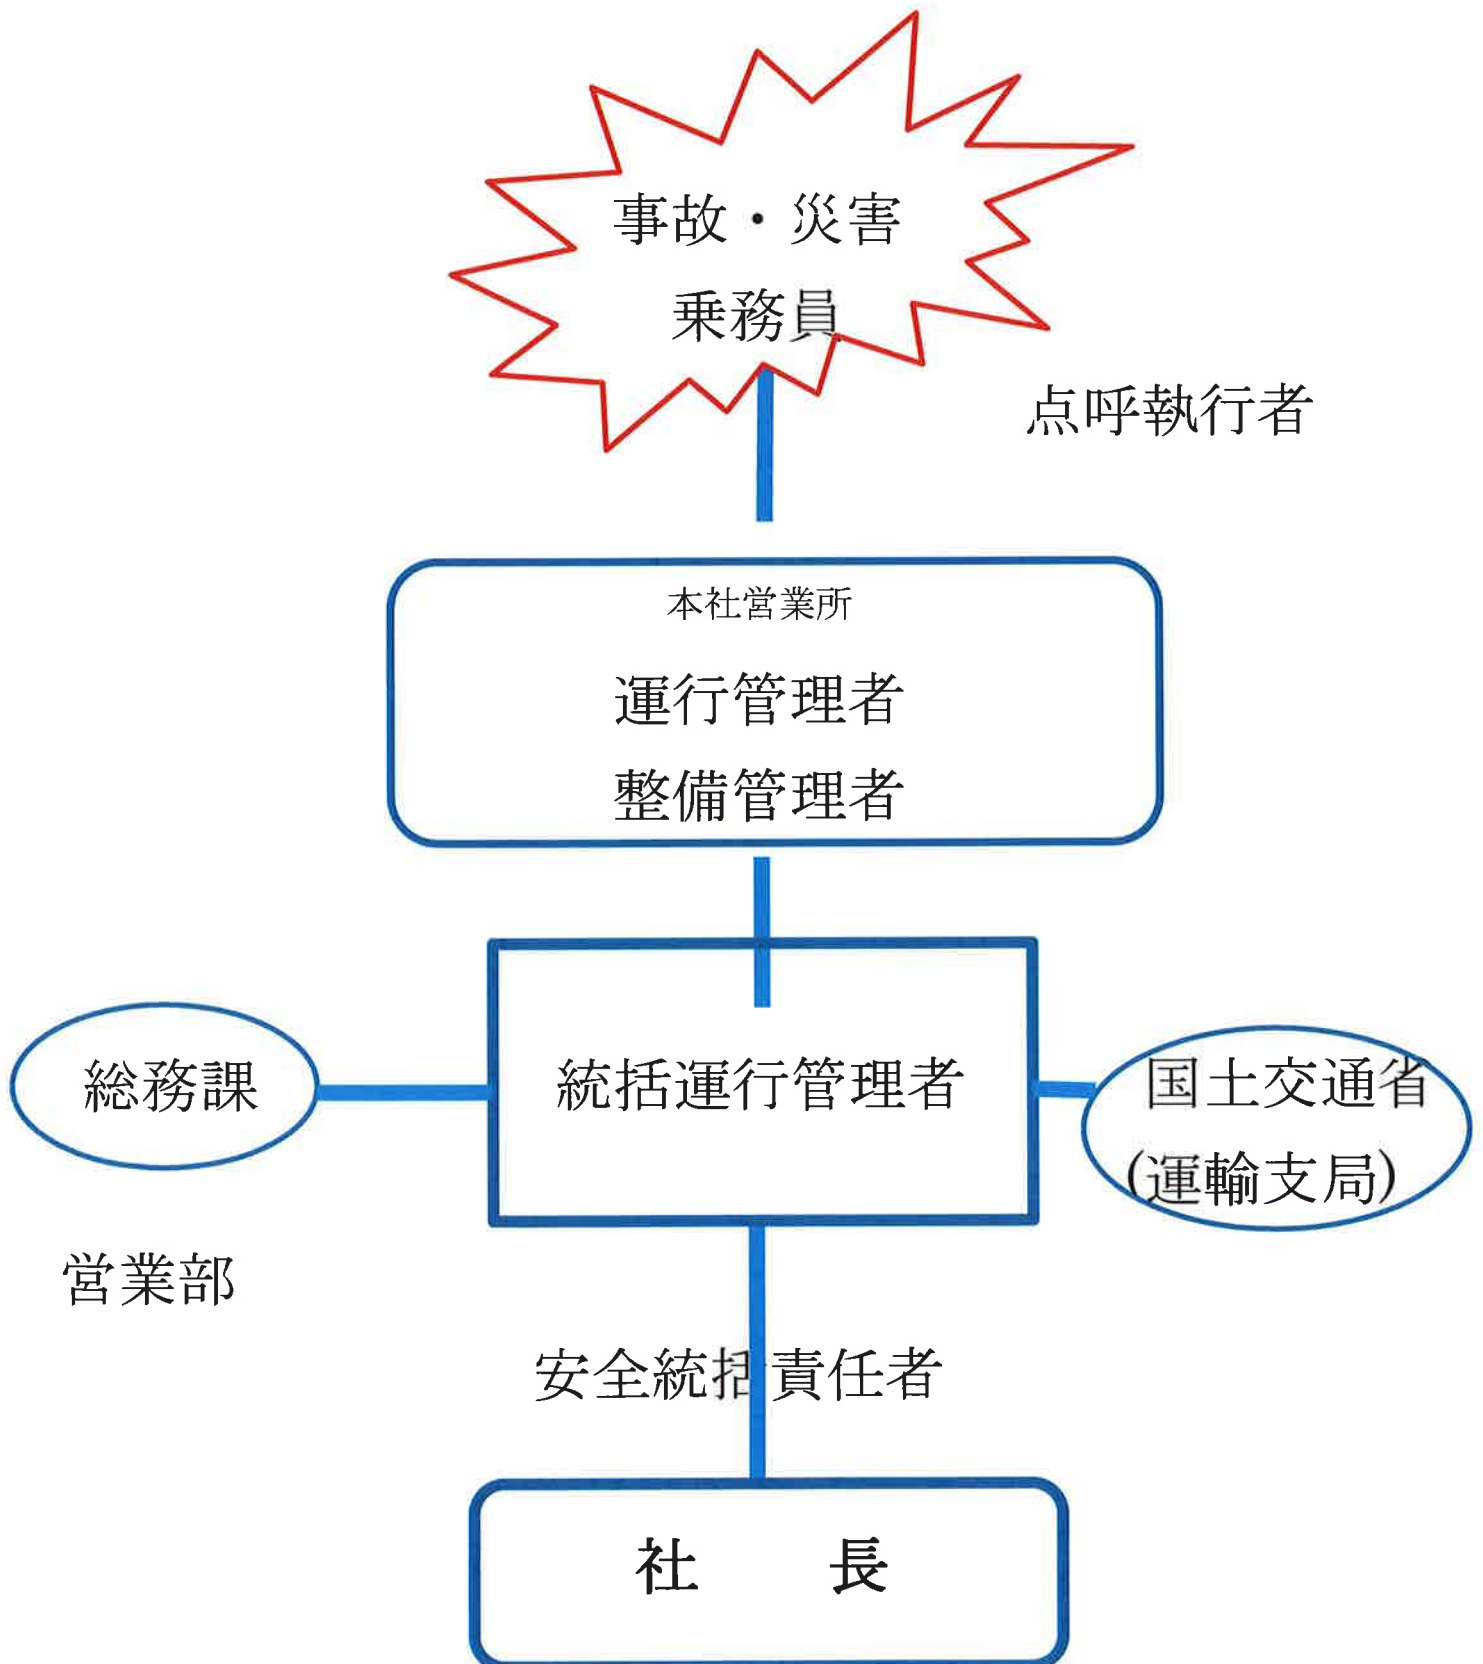 事故・災害
乗務員
点呼執行者
本社営業所
運行管理者
整備管理者
総務課
統括運行管理者
国土交通省
(運輸支局)
営業部
安全統括責任者
社 長